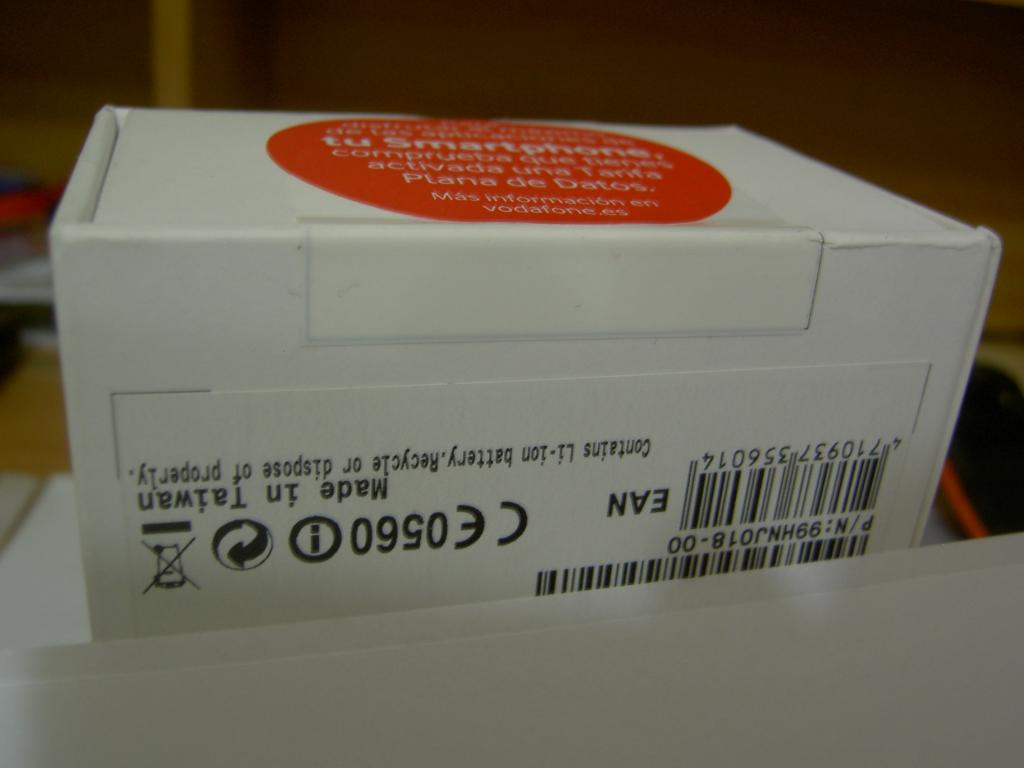 tu Smartphone,
comprueba que tienes
activada una Tarifa
Plana de Datos.
Más información en
vodafone.es
P/N:99HNJ018-00
EAN
4 710937 356014
CE0560
Made in Taiwan
Contains Li-ion battery.Recycle or dispose of properly.